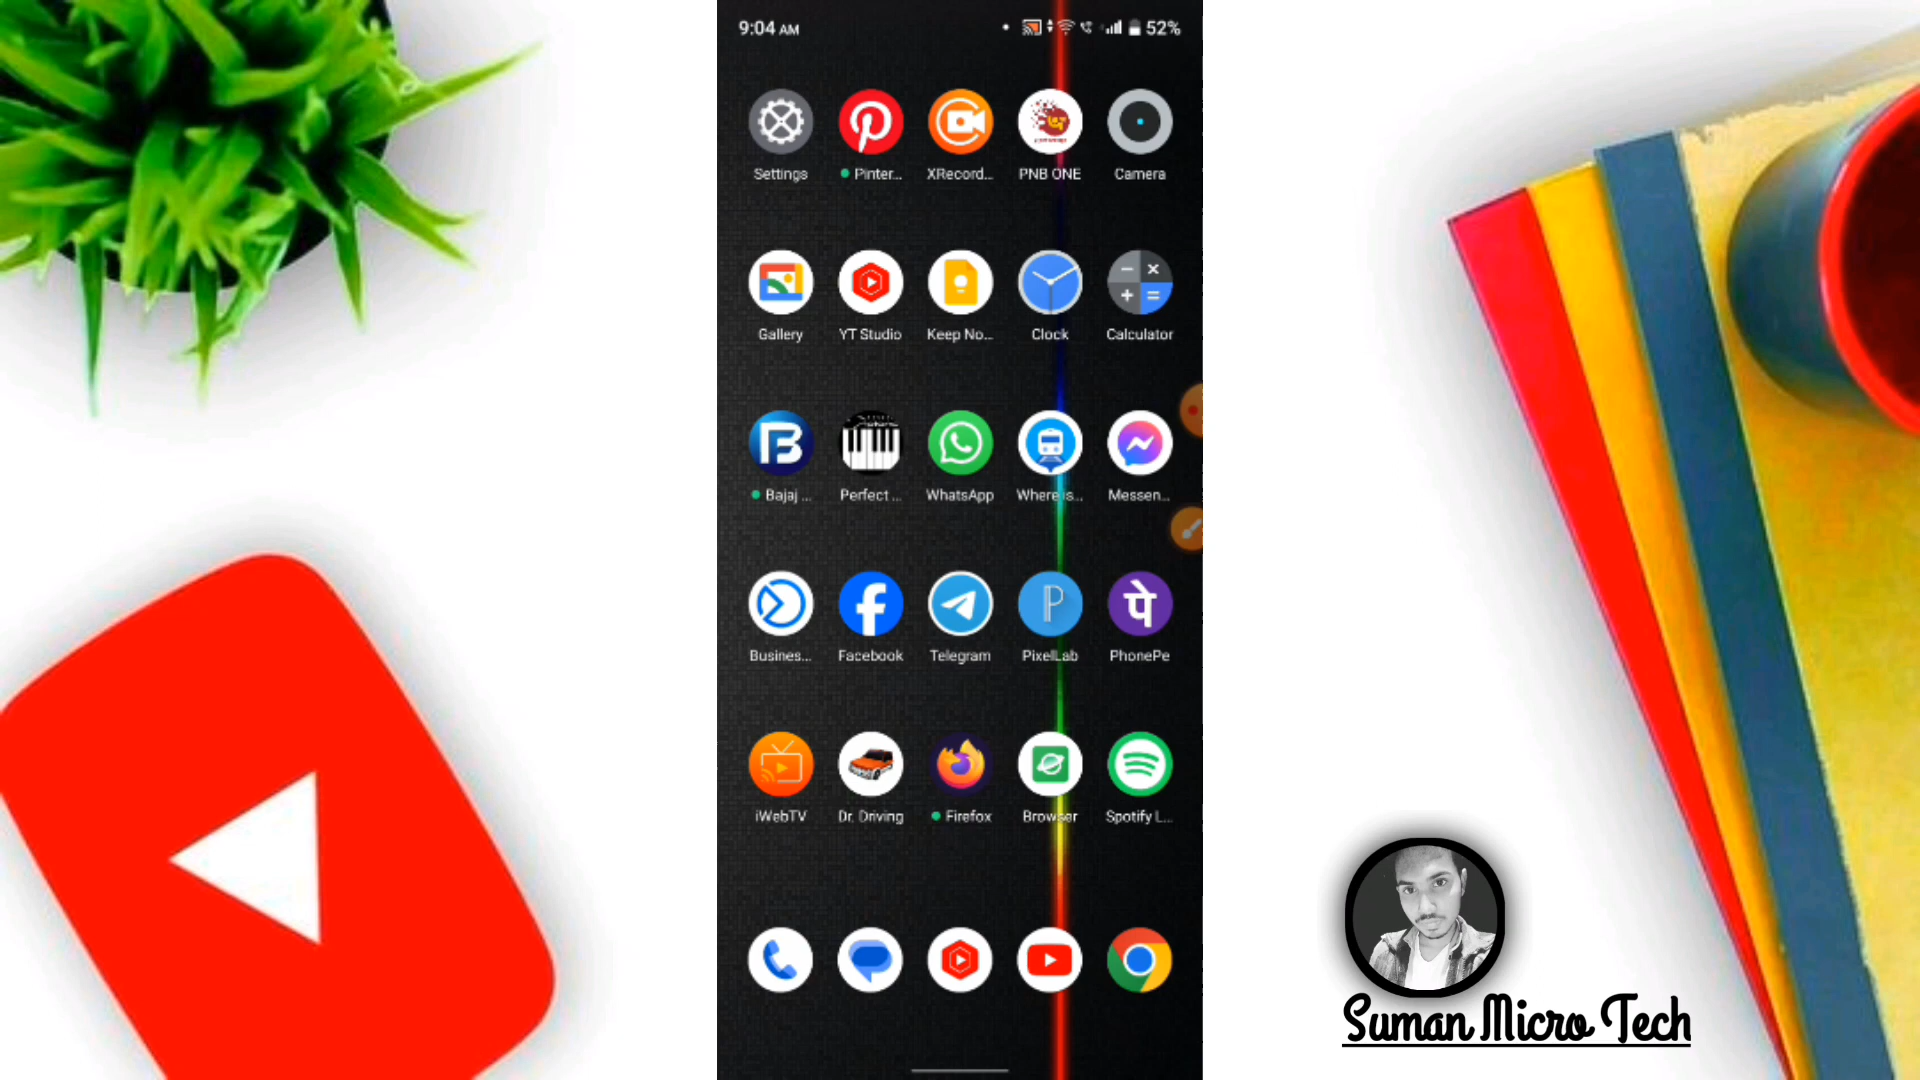 9:04 AM 52%
Settings Pinter... XRecord... PNB ONE Camera
Gallery YT Studio Keep No... Clock Calculator
Bajaj ... Perfect ... WhatsApp Where is... Messen...
पे
Busines... Facebook Telegram PixelLab PhonePe
iWebTV Dr. Driving Firefox Browser Spotify L...
Suman Micro Tech